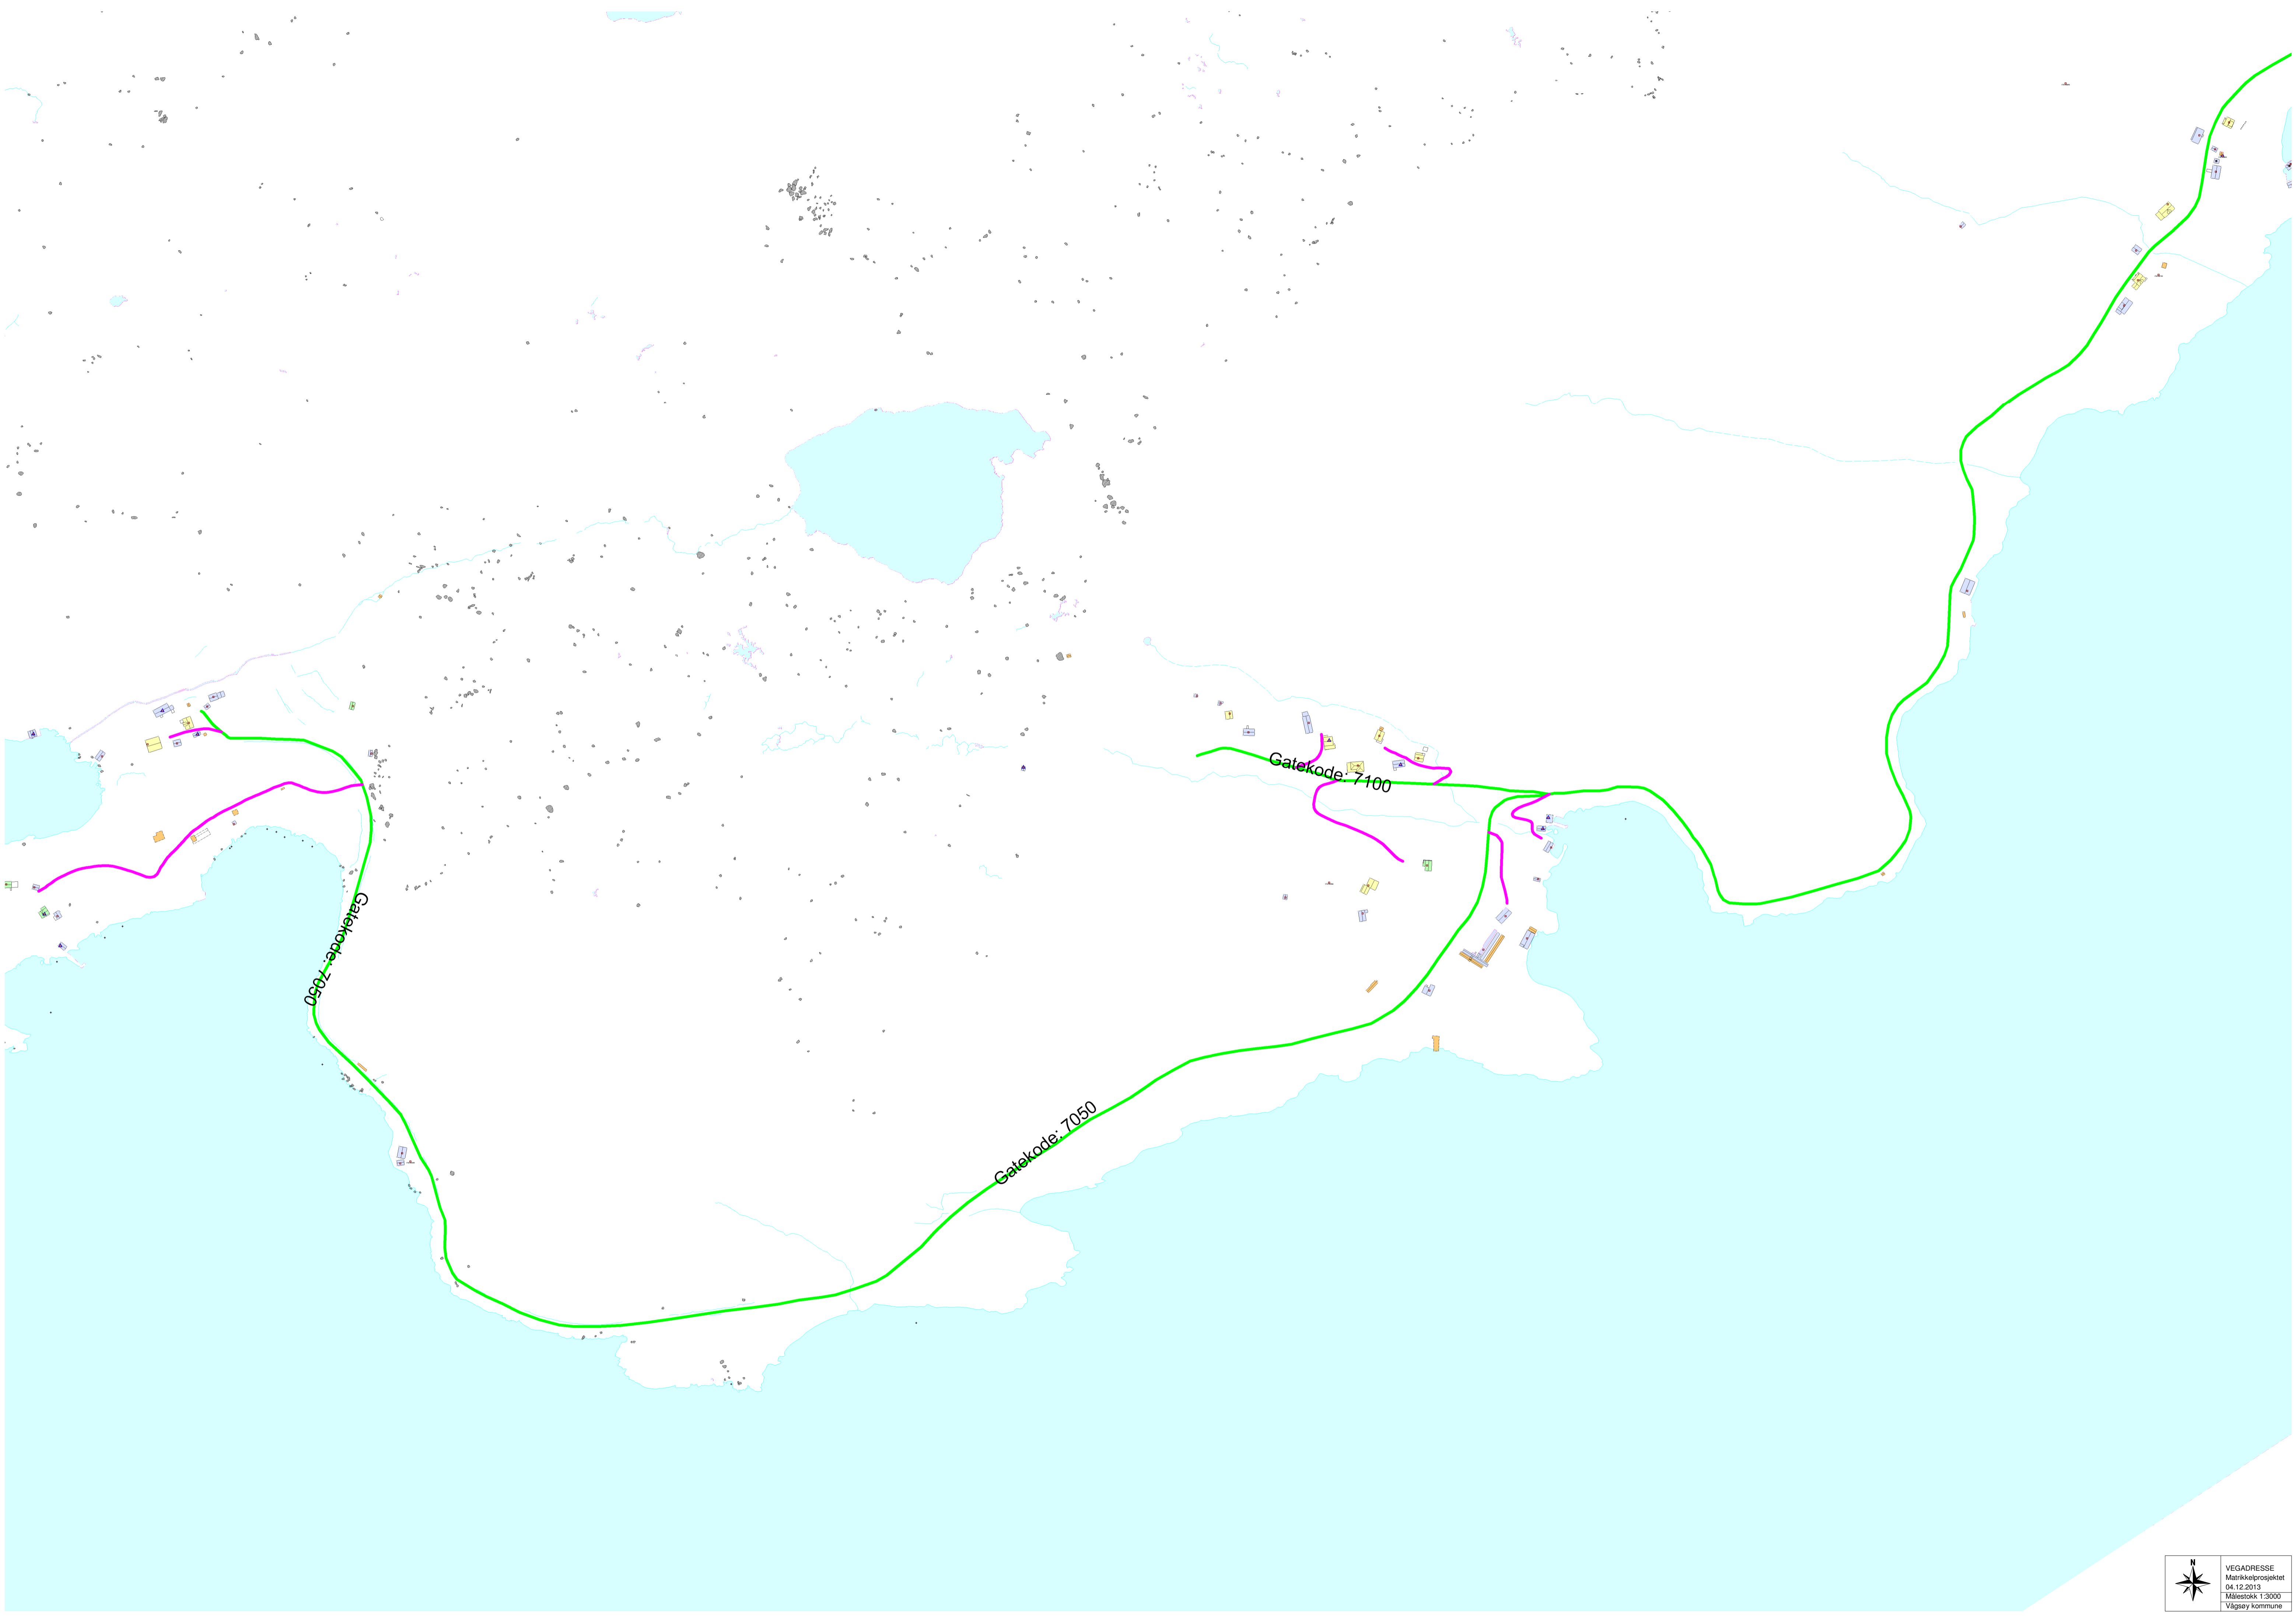 Gatekode: 7100
Gatekode: 7050
Gatekode: 7050
N
VEGADRESSE
Matrikkelprosjektet
04.12.2013
Målestokk 1:3000
Vågsøy kommune